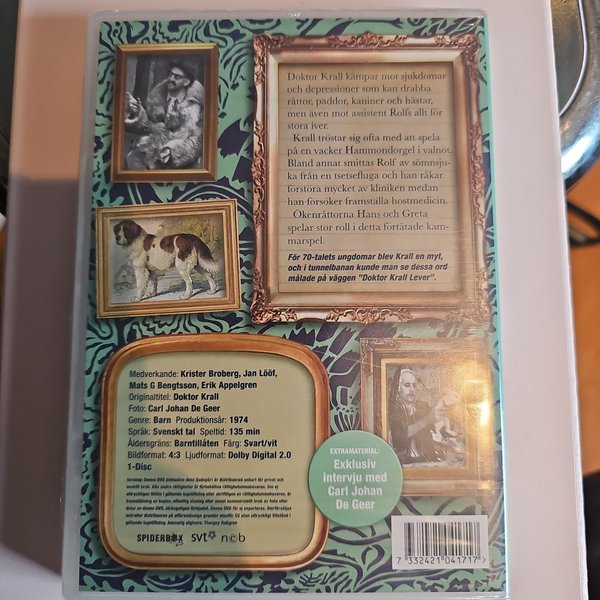 Doktor Krall kämpar mot sjukdomar
och depressioner som kan drabba
råttor, paddor, kaniner och hästar,
men även mot assistent Rolfs allt för
stora iver.
Krall tröstar sig ofta med att spela
på en vacker Hammondorgel i valnöt.
Bland annat smittas Rolf av sömnsju-
ka från en tsetsefluga och han råkar
förstöra mycket av kliniken medan
han försöker framställa hostmedicin.
Ökenråttorna Hans och Greta
spelar stor roll i detta förtätade kam-
marspel.
För 70-talets ungdomar blev Krall en myt,
och i tunnelbanan kunde man se dessa ord
målade på väggen "Doktor Krall Lever".
Medverkande: Krister Broberg, Jan Lööf,
Mats G Bengtsson, Erik Appelgren
Originaltitel: Doktor Krall
Foto: Carl Johan De Geer
Genre: Barn Produktionsår: 1974
Språk: Svenskt tal Speltid: 135 min
Åldersgräns: Barntillåten Färg: Svart/vit
Bildformat: 4:3 Ljudformat: Dolby Digital 2.0
1-Disc
EXTRAMATERIAL:
Exklusiv
intervju med
Carl Johan
De Geer
SPIDERBOX svt ncb
7 332421 041717 >